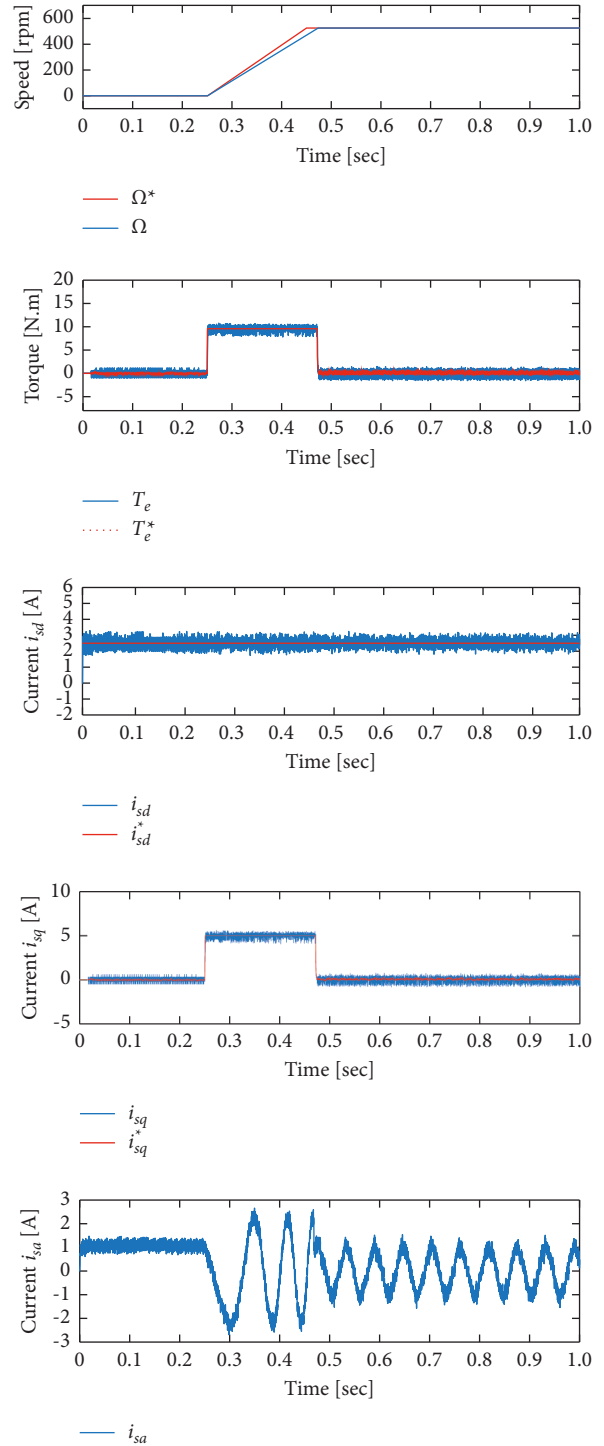 Speed [rpm]
600
400
200
0
0 0.1 0.2 0.3 0.4 0.5 0.6 0.7 0.8 0.9 1.0
Time [sec]
Ω*
Ω
Torque [N.m]
20
15
10
5
0
-5
0 0.1 0.2 0.3 0.4 0.5 0.6 0.7 0.8 0.9 1.0
Time [sec]
Te
Te*
Current isd [A]
6
5
4
3
2
1
0
-1
-2
0 0.1 0.2 0.3 0.4 0.5 0.6 0.7 0.8 0.9 1.0
Time [sec]
isd
isd*
Current isq [A]
10
5
0
-5
0 0.1 0.2 0.3 0.4 0.5 0.6 0.7 0.8 0.9 1.0
Time [sec]
isq
isq*
Current isa [A]
3
2
1
0
-1
-2
-3
0 0.1 0.2 0.3 0.4 0.5 0.6 0.7 0.8 0.9 1.0
Time [sec]
isa